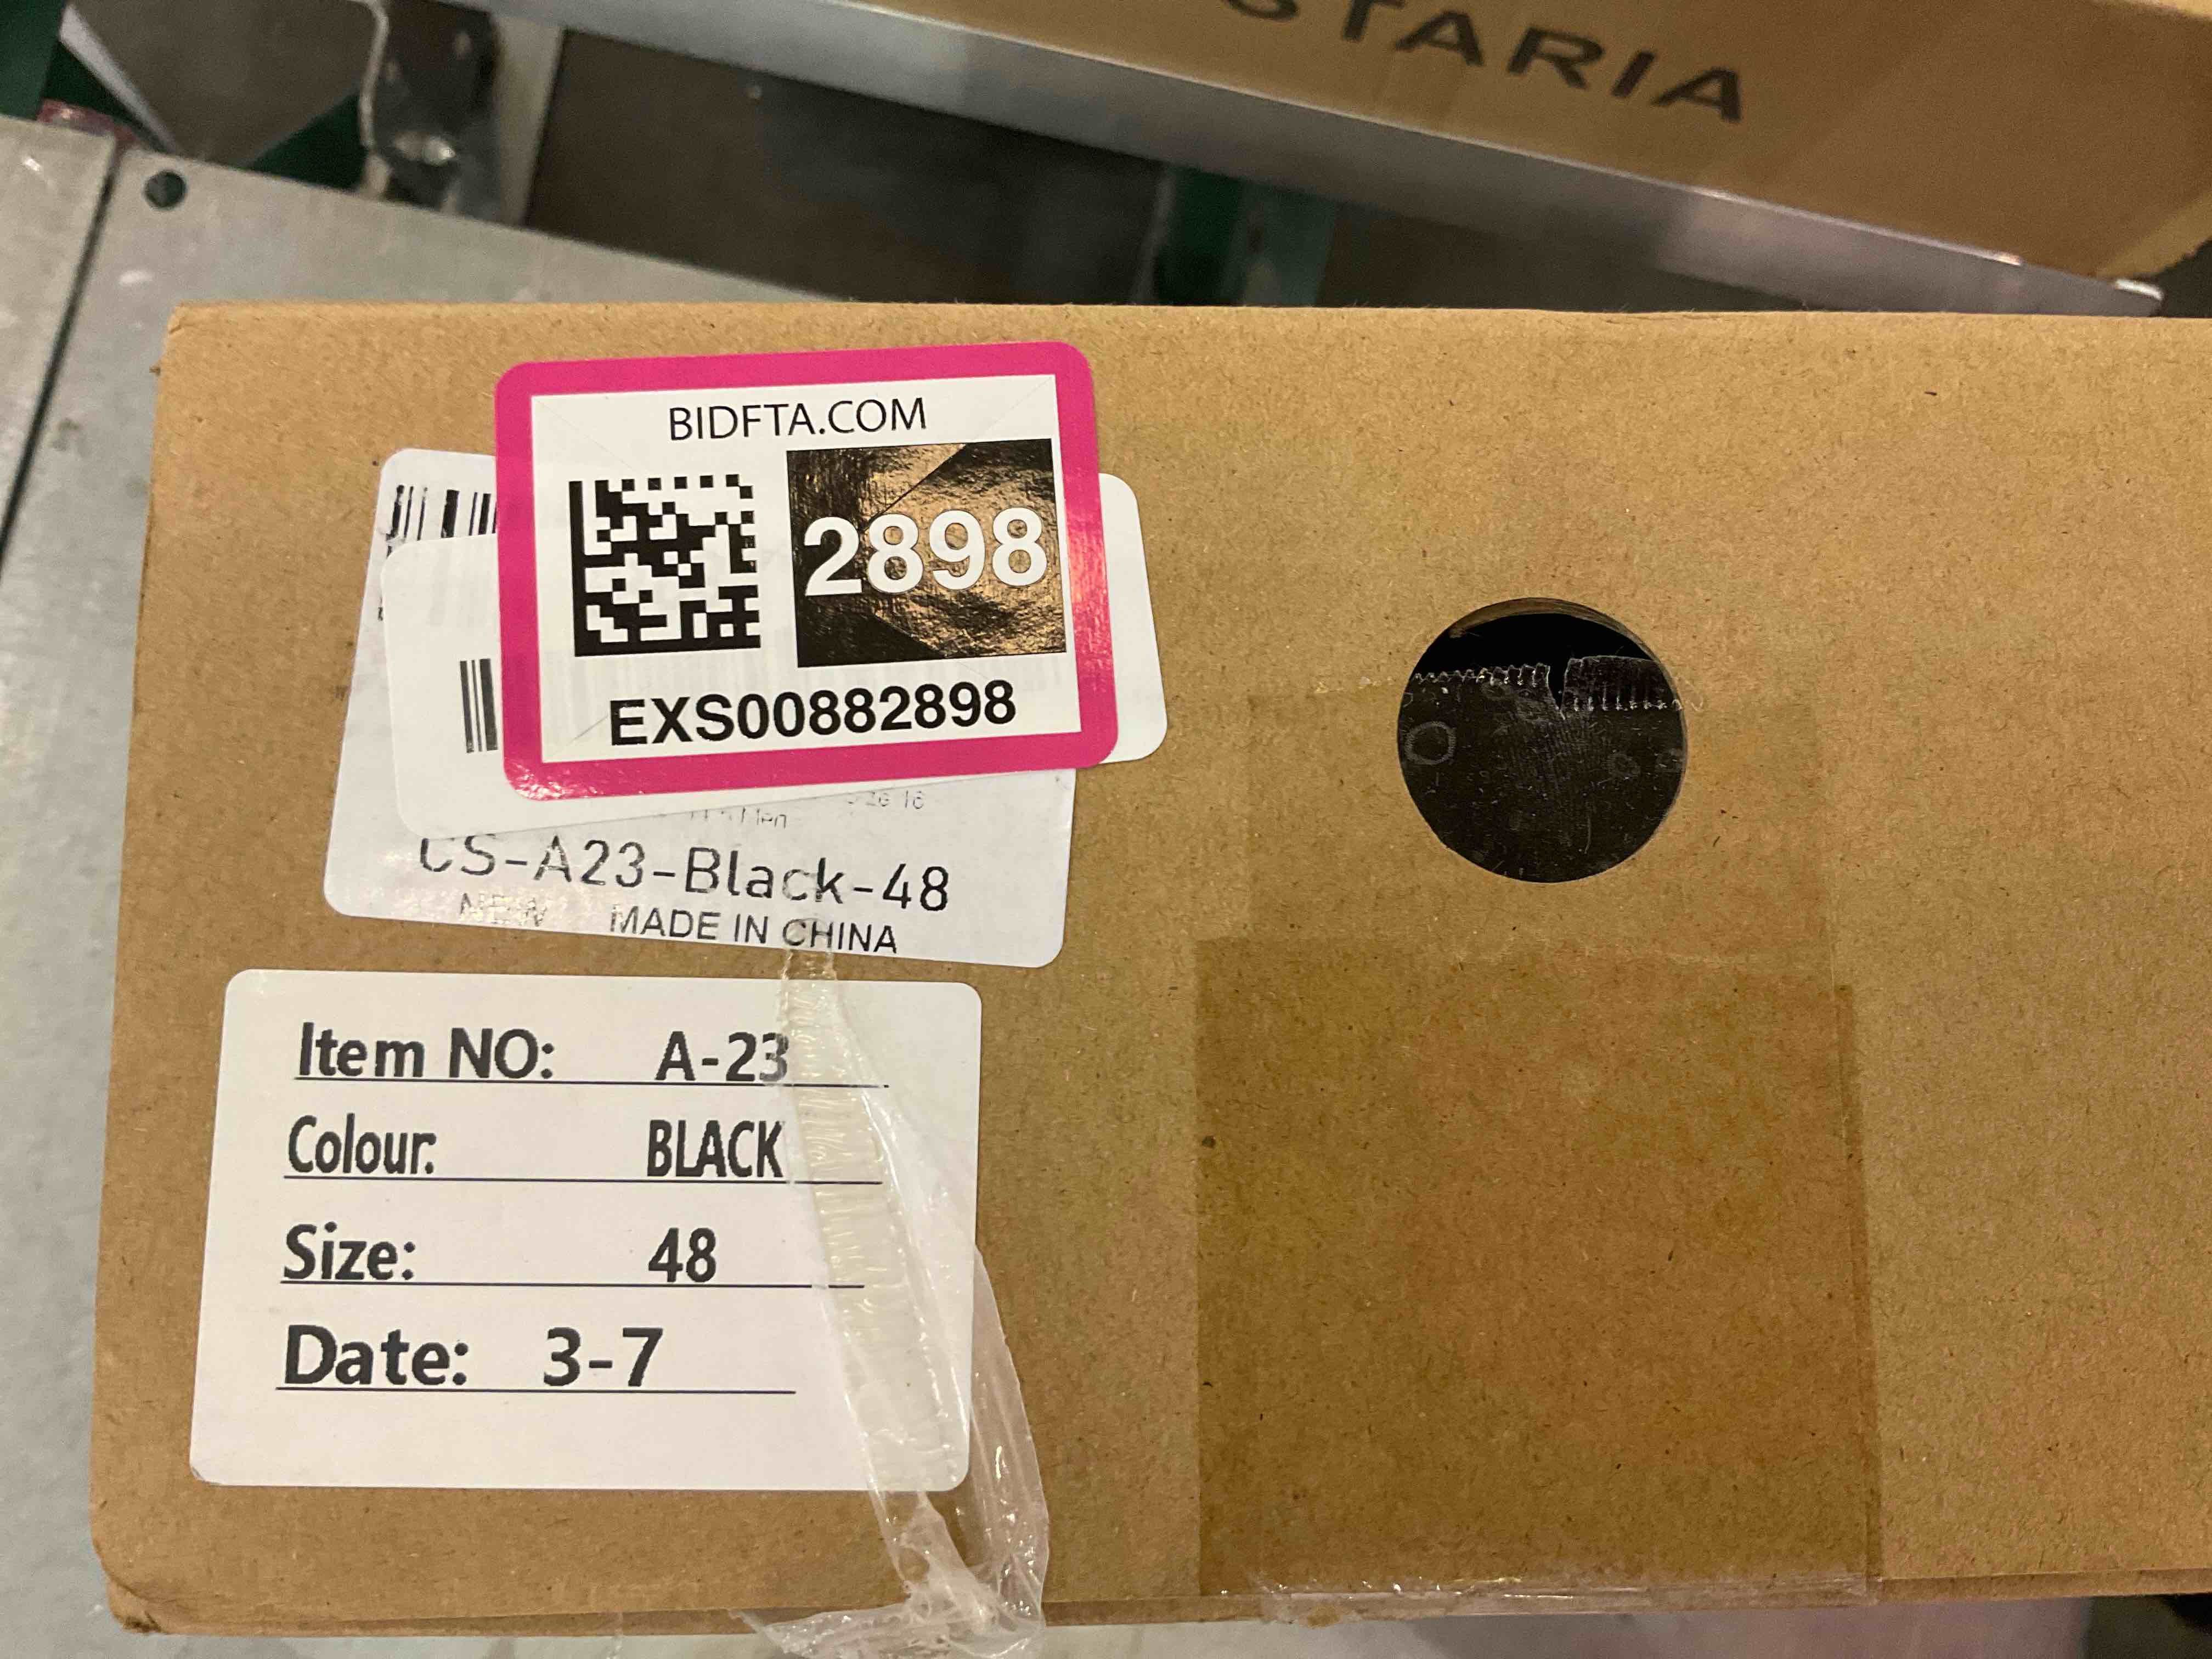 STARIA
BIDFTA.COM
2898
EXS00882898
CS-A23-Black-48
NEW MADE IN CHINA
Item NO: A-23
Colour: BLACK
Size: 48
Date: 3-7